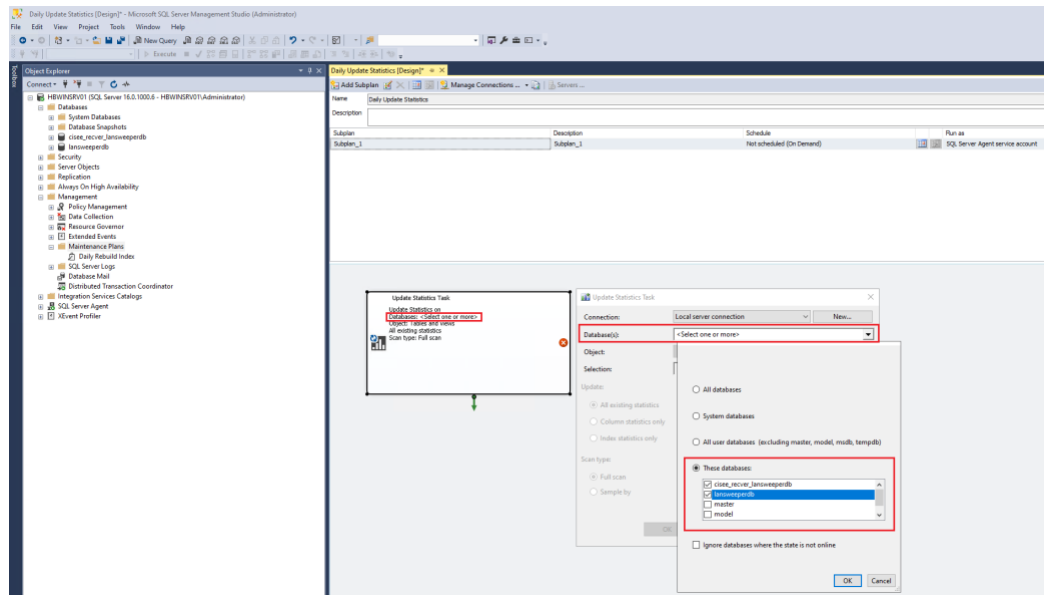 Daily Update Statistics [Design]* - Microsoft SQL Server Management Studio (Administrator)
File Edit View Project Tools Window Help
New Query
Execute
Toolbox
Object Explorer
Daily Update Statistics [Design]*
Connect
Add Subplan Manage Connections ... Servers ...
HBWINSRV01 (SQL Server 16.0.1000.6 - HBWINSRV01\Administrator)
Databases
System Databases
Database Snapshots
cisee_recver_lansweeperdb
lansweeperdb
Security
Server Objects
Replication
Always On High Availability
Management
Policy Management
Data Collection
Resource Governor
Extended Events
Maintenance Plans
Daily Rebuild Index
SQL Server Logs
Database Mail
Distributed Transaction Coordinator
Integration Services Catalogs
SQL Server Agent
XEvent Profiler
Name Daily Update Statistics
Description
Subplan Description Schedule Run as
Subplan_1 Subplan_1 Not scheduled (On Demand) SQL Server Agent service account
Update Statistics Task
Update Statistics on
Databases: <Select one or more>
Object: Tables and views
All existing statistics
Scan type: Full scan
Update Statistics Task
Connection: Local server connection New...
Database(s): <Select one or more>
Object:
Selection:
Update:
All existing statistics
Column statistics only
Index statistics only
Scan type:
Full scan
Sample by
OK
All databases
System databases
All user databases (excluding master, model, msdb, tempdb)
These databases:
cisee_recver_lansweeperdb
lansweeperdb
master
model
Ignore databases where the state is not online
OK Cancel